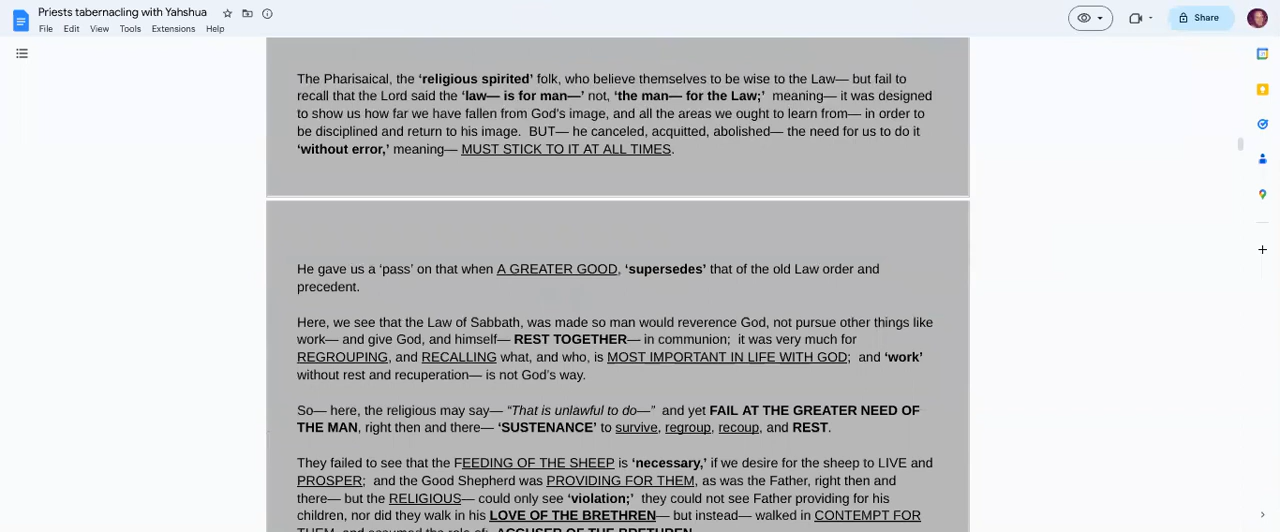 Priests tabernacling with Yahshua
File Edit View Tools Extensions Help
Share
The Pharisaical, the ‘religious spirited’ folk, who believe themselves to be wise to the Law— but fail to
recall that the Lord said the ‘law— is for man—’ not, ‘the man— for the Law;’  meaning— it was designed
to show us how far we have fallen from God’s image, and all the areas we ought to learn from— in order to
be disciplined and return to his image.  BUT— he canceled, acquitted, abolished— the need for us to do it
‘without error,’ meaning— MUST STICK TO IT AT ALL TIMES.
He gave us a ‘pass’ on that when A GREATER GOOD, ‘supersedes’ that of the old Law order and
precedent.
Here, we see that the Law of Sabbath, was made so man would reverence God, not pursue other things like
work— and give God, and himself— REST TOGETHER— in communion;  it was very much for
REGROUPING, and RECALLING what, and who, is MOST IMPORTANT IN LIFE WITH GOD;  and ‘work’
without rest and recuperation— is not God’s way.
So— here, the religious may say— “That is unlawful to do—”  and yet FAIL AT THE GREATER NEED OF
THE MAN, right then and there— ‘SUSTENANCE’ to survive, regroup, recoup, and REST.
They failed to see that the FEEDING OF THE SHEEP is ‘necessary,’ if we desire for the sheep to LIVE and
PROSPER;  and the Good Shepherd was PROVIDING FOR THEM, as was the Father, right then and
there— but the RELIGIOUS— could only see ‘violation;’  they could not see Father providing for his
children, nor did they walk in his LOVE OF THE BRETHREN— but instead— walked in CONTEMPT FOR
THEM, and assumed the role of;  ACCUSER OF THE BRETHREN